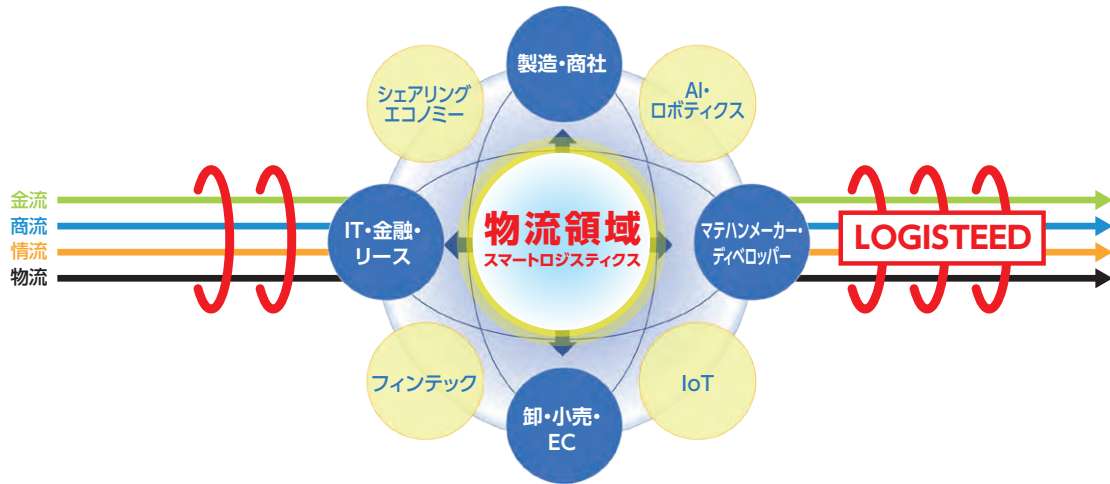 製造・商社
シェアリング
エコノミー
AI・
ロボティクス
金流
商流
情流
物流
IT・金融・
リース
物流領域
スマートロジスティクス
マテハンメーカー・
ディベロッパー
LOGISTEED
フィンテック
IoT
卸・小売・
EC